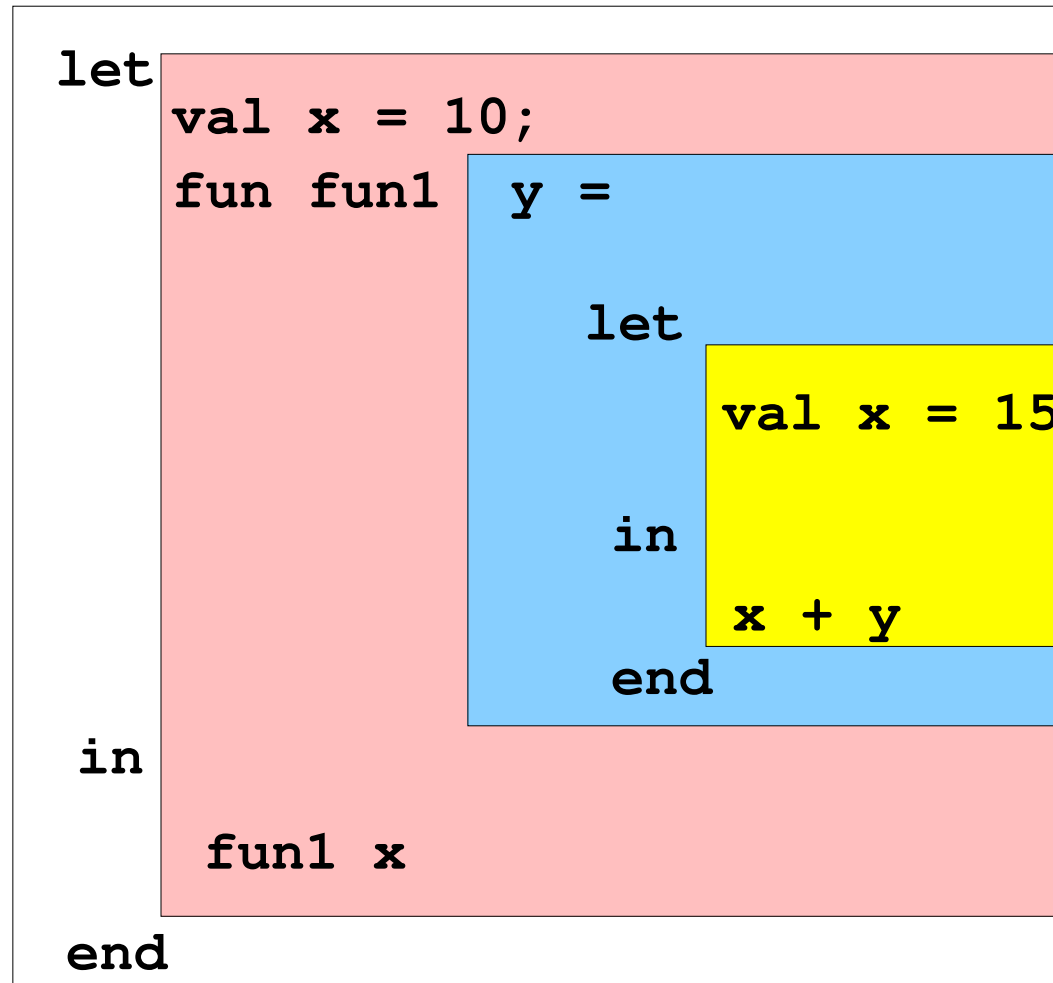 let
val x = 10;
fun fun1 y =
let
val x = 15
in
x + y
end
in
fun1 x
end